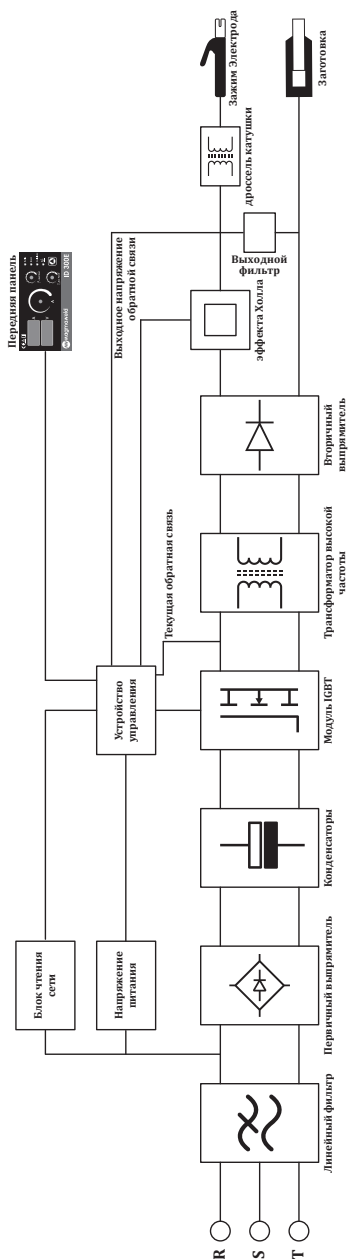 Передняя панель
ID 300E
magmaweld
Зажим Электрода
Заготовка
дроссель катушки
Выходное напряжение
обратной связи
Выходной
фильтр
эффекта Холла
Вторичный
выпрямитель
Текущая обратная связь
Трансформатор высокой
частоты
Устройство
управления
Модуль IGBT
Конденсаторы
Блок чтения
сети
Напряжение
питания
Первичный выпрямитель
Линейный фильтр
R
S
T